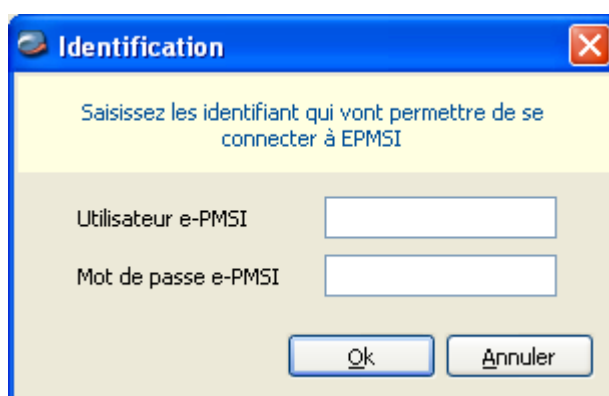 Identification
Saisissez les identifiant qui vont permettre de se
connecter à EPMSI
Utilisateur e-PMSI
Mot de passe e-PMSI
Ok
Annuler